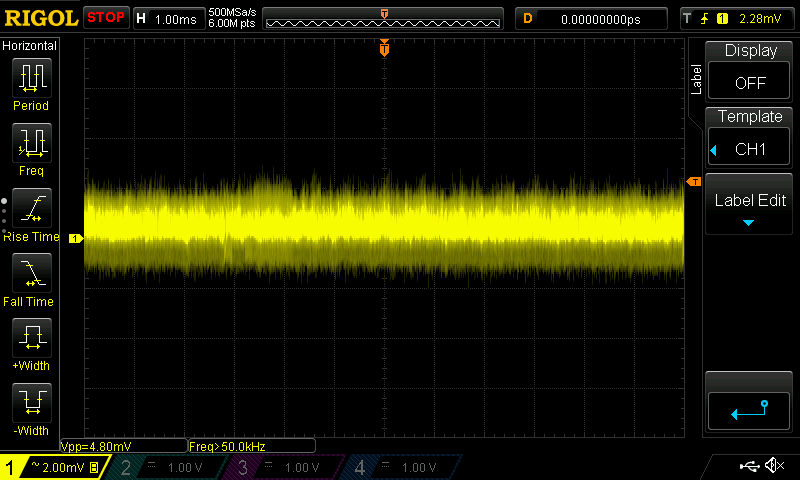 RIGOL STOP H 1.00ms 500MSa/s 6.00M pts T D 0.00000000ps T 1 2.28mV
Horizontal
Period
Freq
Rise Time
Fall Time
+Width
-Width
T
T
1
Label
Display
OFF
Template
CH1
Label Edit
Vpp=4.80mV Freq>50.0kHz
1 ~ 2.00mV B 2 1.00 V 3 1.00 V 4 1.00 V